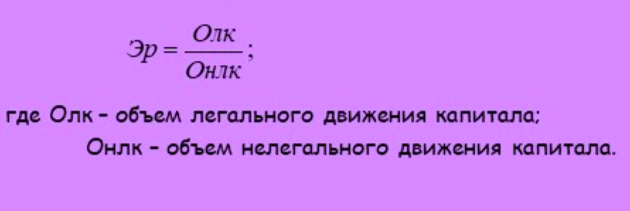 Эр = Олк / Онлк ;
где Олк – объем легального движения капитала;
Онлк – объем нелегального движения капитала.